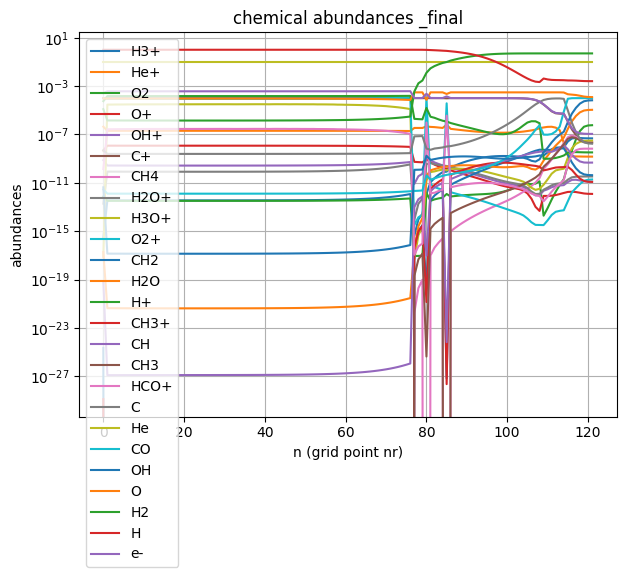 chemical abundances _final
abundances
10¹
10⁻³
10⁻⁷
10⁻¹¹
10⁻¹⁵
10⁻¹⁹
10⁻²³
10⁻²⁷
H3+
He+
O2
O+
OH+
C+
CH4
H2O+
H3O+
O2+
CH2
H2O
H+
CH3+
CH
CH3
HCO+
C
He
CO
OH
O
H2
H
e-
0 20 40 60 80 100 120
n (grid point nr)